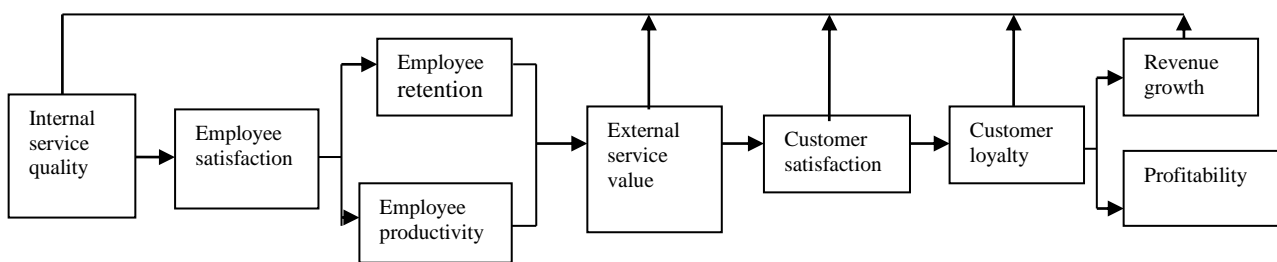 Internal
service
quality
Employee
satisfaction
Employee
retention
Employee
productivity
External
service
value
Customer
satisfaction
Customer
loyalty
Revenue
growth
Profitability